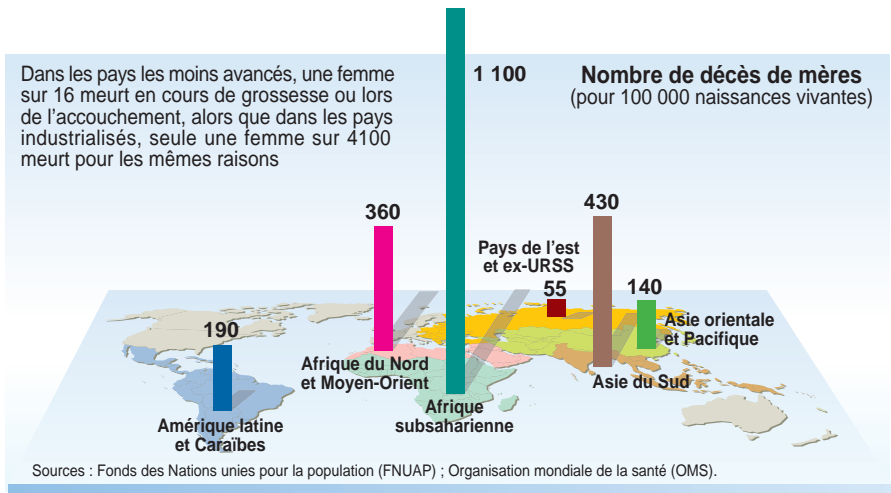 Dans les pays les moins avancés, une femme
sur 16 meurt en cours de grossesse ou lors
de l'accouchement, alors que dans les pays
industrialisés, seule une femme sur 4100
meurt pour les mêmes raisons
1 100
Nombre de décès de mères
(pour 100 000 naissances vivantes)
360
430
Pays de l'est
et ex-URSS
55
140
190
Asie orientale
et Pacifique
Afrique du Nord
et Moyen-Orient
Asie du Sud
Afrique
subsaharienne
Amérique latine
et Caraïbes
Sources : Fonds des Nations unies pour la population (FNUAP) ; Organisation mondiale de la santé (OMS).